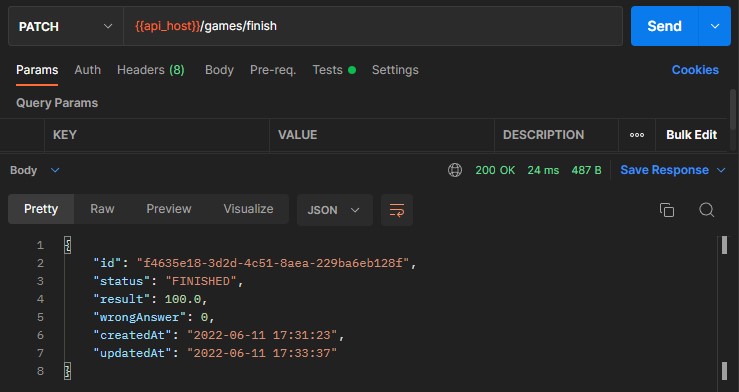 PATCH {{api_host}}/games/finish Send
Params Auth Headers (8) Body Pre-req. Tests Settings Cookies
Query Params
KEY VALUE DESCRIPTION Bulk Edit
Body 200 OK 24 ms 487 B Save Response
Pretty Raw Preview Visualize JSON
1 {
2 "id": "f4635e18-3d2d-4c51-8aea-229ba6eb128f",
3 "status": "FINISHED",
4 "result": 100.0,
5 "wrongAnswer": 0,
6 "createdAt": "2022-06-11 17:31:23",
7 "updatedAt": "2022-06-11 17:33:37"
8 }